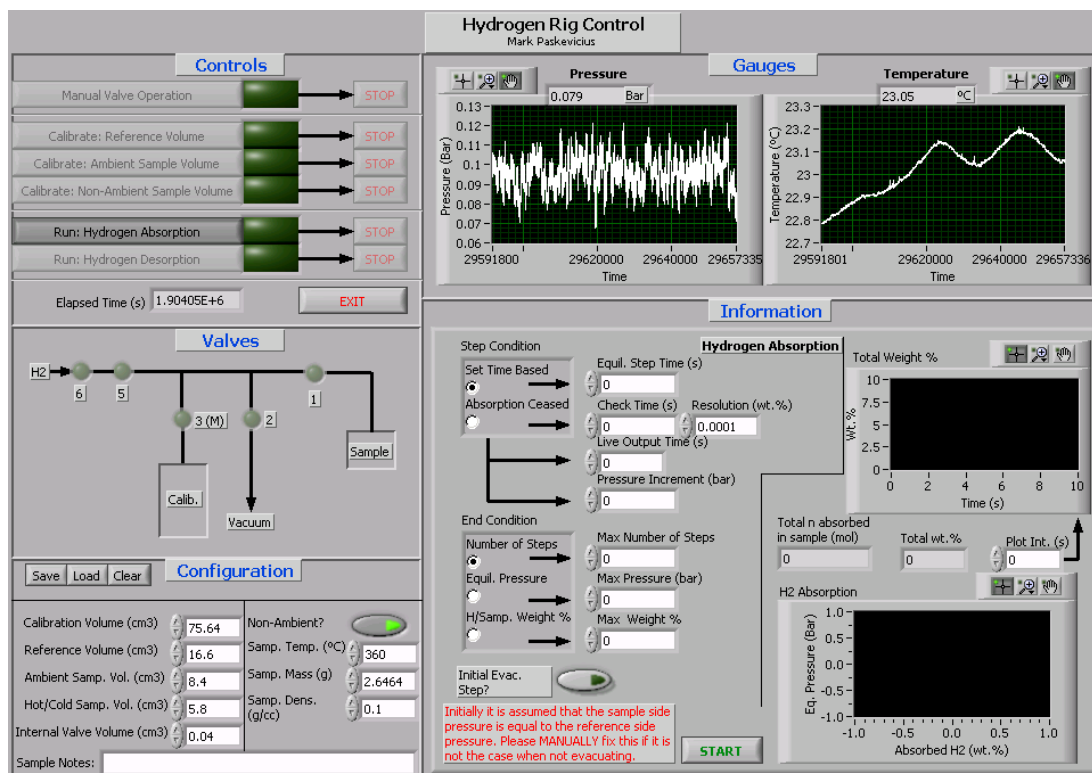 Hydrogen Rig Control
Mark Paskevicius
Controls
Manual Valve Operation
STOP
Calibrate: Reference Volume
STOP
Calibrate: Ambient Sample Volume
STOP
Calibrate: Non-Ambient Sample Volume
STOP
Run: Hydrogen Absorption
STOP
Run: Hydrogen Desorption
STOP
Elapsed Time (s)
1.90405E+6
EXIT
Gauges
Pressure
0.079
Bar
Pressure (Bar)
0.13
0.12
0.11
0.1
0.09
0.08
0.07
0.06
29591800
29620000
29640000
29657335
Time
Temperature
23.05
ºC
Temperature (ºC)
23.3
23.2
23.1
23
22.9
22.8
22.7
29591801
29620000
29640000
29657336
Time
Valves
H2
6
5
1
3 (M)
2
Sample
Calib.
Vacuum
Configuration
Save
Load
Clear
Calibration Volume (cm3)
75.64
Reference Volume (cm3)
16.6
Ambient Samp. Vol. (cm3)
8.4
Hot/Cold Samp. Vol. (cm3)
5.8
Internal Valve Volume (cm3)
0.04
Non-Ambient?
Samp. Temp. (ºC)
360
Samp. Mass (g)
2.6464
Samp. Dens.
(g/cc)
0.1
Sample Notes:
Information
Step Condition
Hydrogen Absorption
Set Time Based
Equil. Step Time (s)
0
Absorption Ceased
Check Time (s)
0
Resolution (wt.%)
0.0001
Live Output Time (s)
0
Pressure Increment (bar)
0
End Condition
Number of Steps
Max Number of Steps
0
Equil. Pressure
Max Pressure (bar)
0
H/Samp. Weight %
Max Weight %
0
Initial Evac.
Step?
Initially it is assumed that the sample side
pressure is equal to the reference side
pressure. Please MANUALLY fix this if it is
not the case when not evacuating.
START
Total Weight %
Wt.%
10
8
6
4
2
0
0
2
4
6
8
10
Time (s)
Total n absorbed
in sample (mol)
0
Total wt.%
0
Plot Int. (s)
0
H2 Absorption
Eq. Pressure (Bar)
1.0
0.5
0.0
-0.5
-1.0
-1.0
-0.5
0.0
0.5
1.0
Absorbed H2 (wt.%)